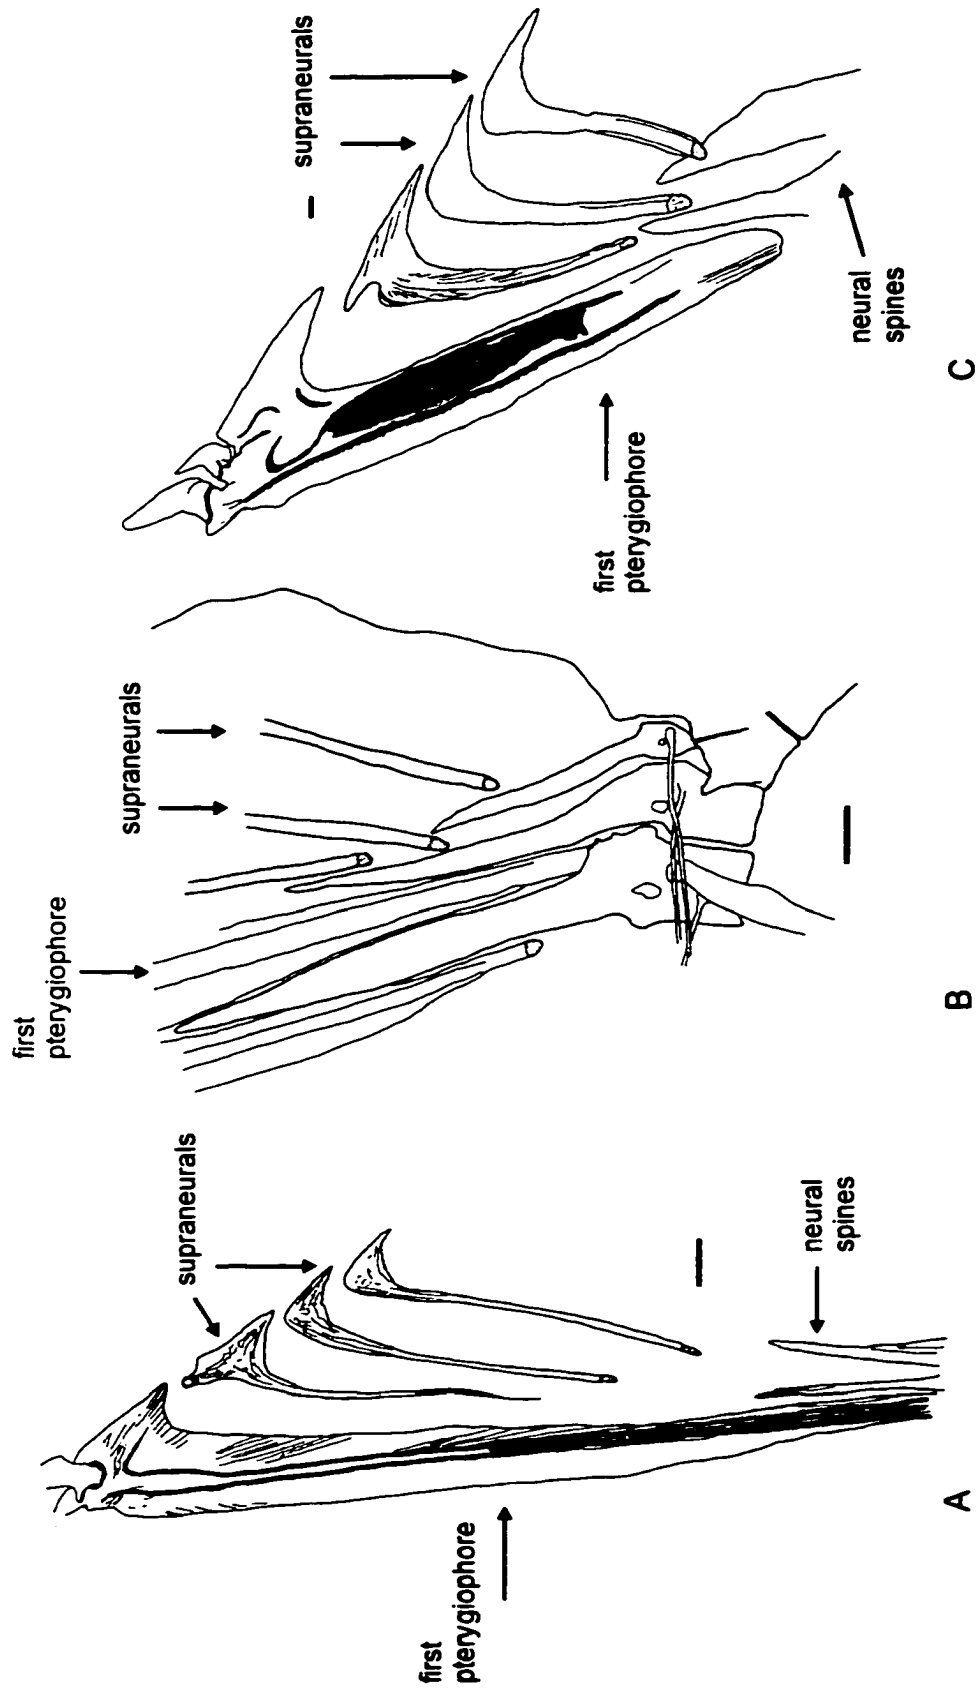 supraneurals
neural
spines
first
pterygiophore
A
first
pterygiophore
supraneurals
B
supraneurals
neural
spines
first
pterygiophore
C